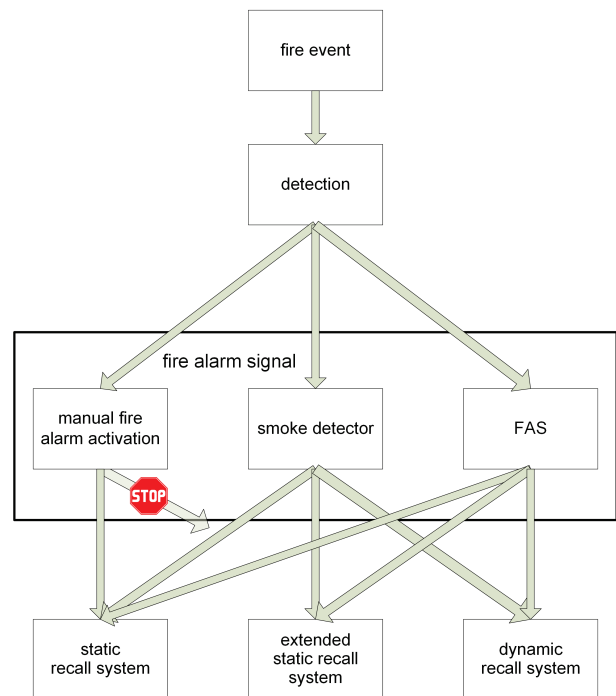 fire event
detection
fire alarm signal
manual fire
alarm activation
smoke detector
FAS
STOP
static
recall system
extended
static recall
system
dynamic
recall system